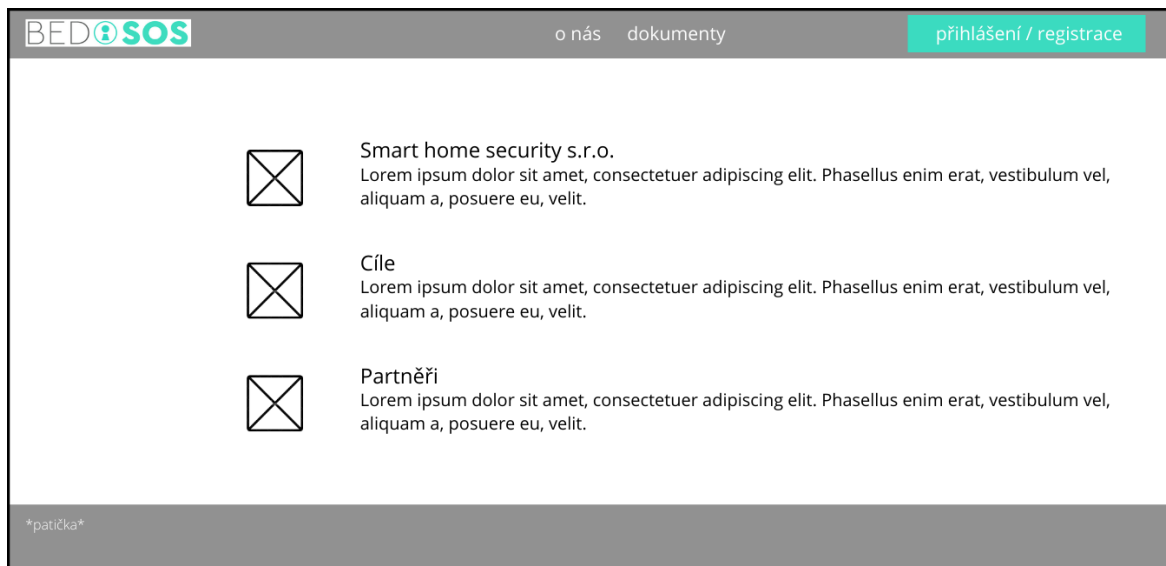 BED SOS
o nás dokumenty
přihlášení / registrace
Smart home security s.r.o.
Lorem ipsum dolor sit amet, consectetuer adipiscing elit. Phasellus enim erat, vestibulum vel,
aliquam a, posuere eu, velit.
Cíle
Lorem ipsum dolor sit amet, consectetuer adipiscing elit. Phasellus enim erat, vestibulum vel,
aliquam a, posuere eu, velit.
Partněři
Lorem ipsum dolor sit amet, consectetuer adipiscing elit. Phasellus enim erat, vestibulum vel,
aliquam a, posuere eu, velit.
*patička*